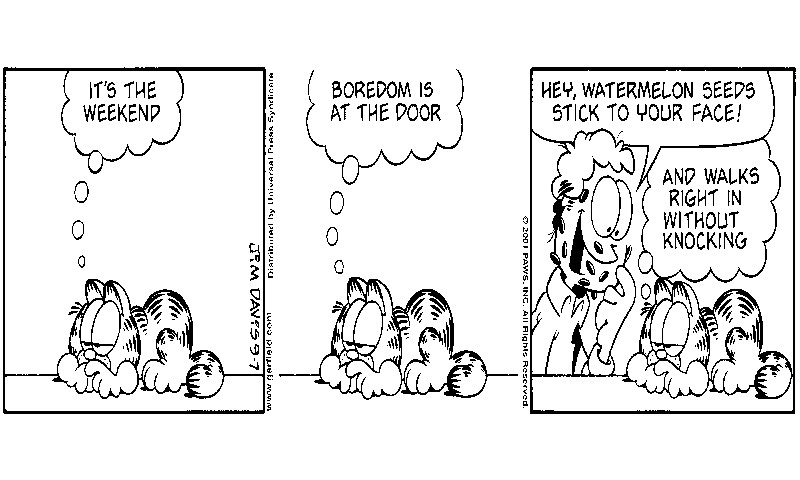 IT'S THE
WEEKEND
JIM DAVIS 9-7
www.garfield.com
Distributed by Universal Press Syndicate
BOREDOM IS
AT THE DOOR
© 2001 PAWS, INC. All Rights Reserved.
HEY, WATERMELON SEEDS
STICK TO YOUR FACE!
AND WALKS
RIGHT IN
WITHOUT
KNOCKING